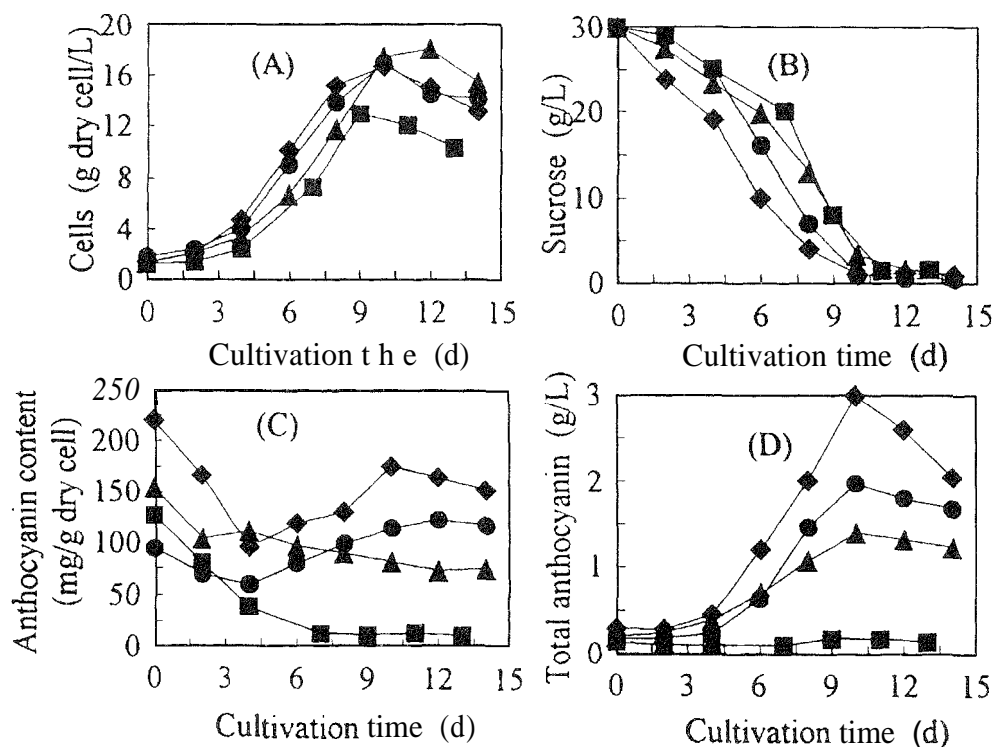 20
16
12
8
4
0
Cells (g dry cell/L)
(A)
0 3 6 9 12 15
Cultivation t h e (d)
30
20
10
0
Sucrose (g/L)
(B)
0 3 6 9 12 15
Cultivation time (d)
250
200
150
100
50
0
Anthocyanin content
(mg/g dry cell)
(C)
0 3 6 9 12 15
Cultivation time (d)
3
2
1
0
Total anthocyanin (g/L)
(D)
0 3 6 9 12 15
Cultivation time (d)